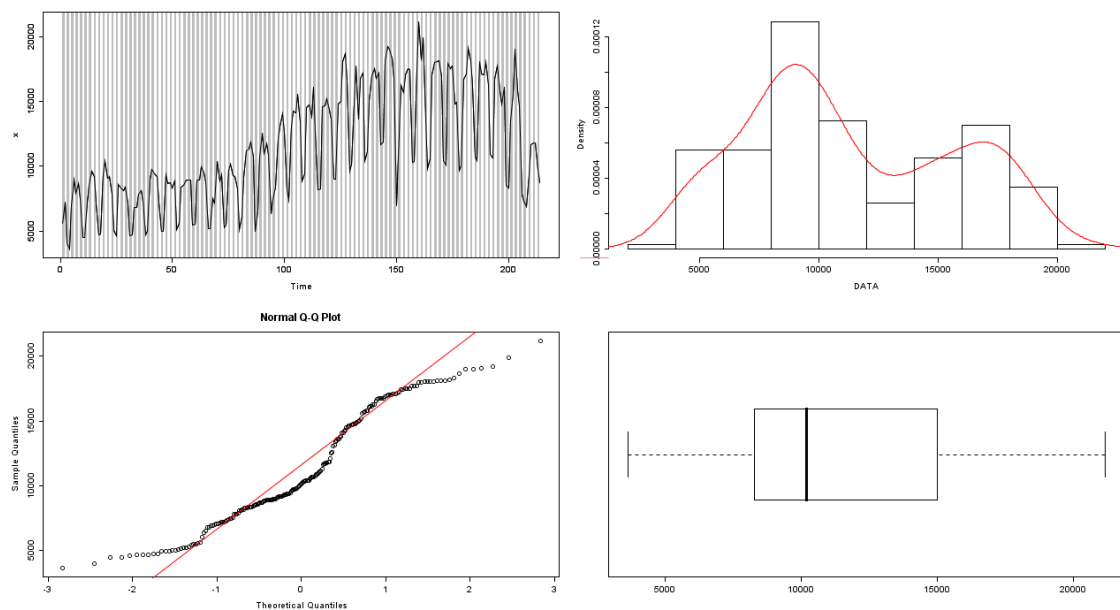 20000
15000
10000
5000
x
0 50 100 150 200
Time
0.00012
0.00008
0.00004
0.00000
Density
5000 10000 15000 20000
DATA
Normal Q-Q Plot
20000
15000
10000
5000
Sample Quantiles
-3 -2 -1 0 1 2 3
Theoretical Quantiles
5000 10000 15000 20000